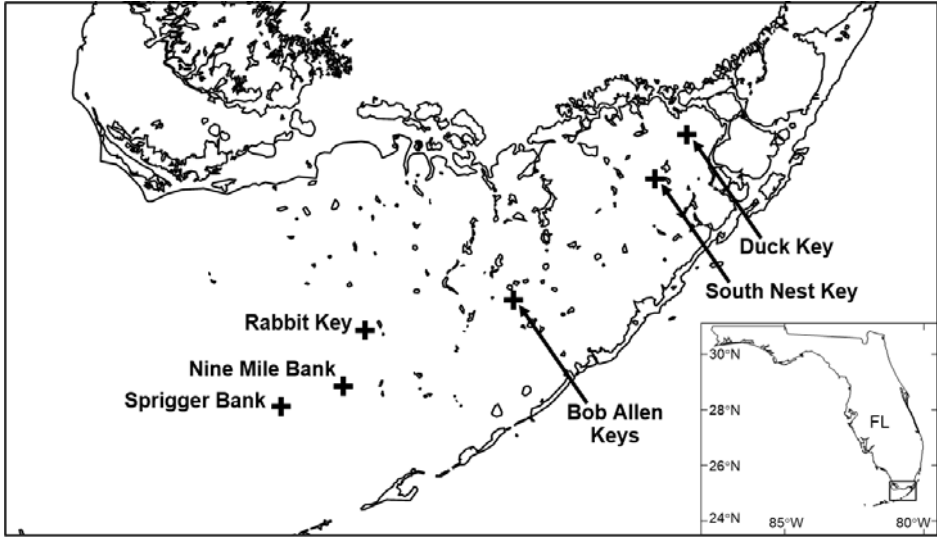 Duck Key
South Nest Key
Rabbit Key
Nine Mile Bank
Sprigger Bank
Bob Allen
Keys
30°N
28°N
FL
26°N
24°N
85°W
80°W